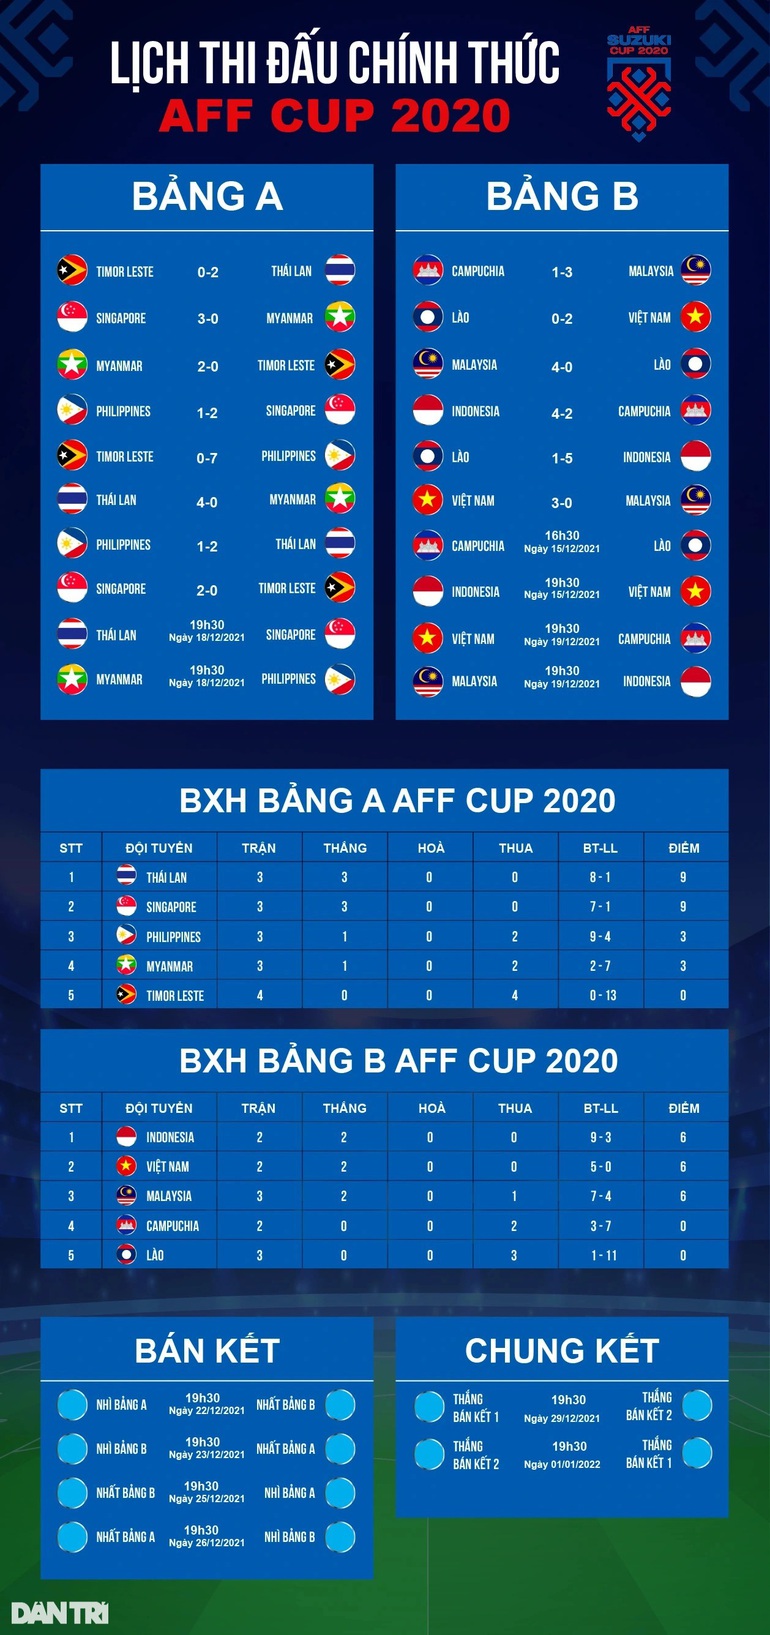 LỊCH THI ĐẤU CHÍNH THỨC
AFF CUP 2020
AFF
SUZUKI
CUP 2020
BẢNG A
TIMOR LESTE 0-2 THÁI LAN
SINGAPORE 3-0 MYANMAR
MYANMAR 2-0 TIMOR LESTE
PHILIPPINES 1-2 SINGAPORE
TIMOR LESTE 0-7 PHILIPPINES
THÁI LAN 4-0 MYANMAR
PHILIPPINES 1-2 THÁI LAN
SINGAPORE 2-0 TIMOR LESTE
THÁI LAN 19h30 Ngày 18/12/2021 SINGAPORE
MYANMAR 19h30 Ngày 18/12/2021 PHILIPPINES
BẢNG B
CAMPUCHIA 1-3 MALAYSIA
LÀO 0-2 VIỆT NAM
MALAYSIA 4-0 LÀO
INDONESIA 4-2 CAMPUCHIA
LÀO 1-5 INDONESIA
VIỆT NAM 3-0 MALAYSIA
CAMPUCHIA 16h30 Ngày 15/12/2021 LÀO
INDONESIA 19h30 Ngày 15/12/2021 VIỆT NAM
VIỆT NAM 19h30 Ngày 19/12/2021 CAMPUCHIA
MALAYSIA 19h30 Ngày 19/12/2021 INDONESIA
BXH BẢNG A AFF CUP 2020
STT ĐỘI TUYỂN TRẬN THẮNG HOÀ THUA BT-LL ĐIỂM
1 THÁI LAN 3 3 0 0 8 - 1 9
2 SINGAPORE 3 3 0 0 7 - 1 9
3 PHILIPPINES 3 1 0 2 9 - 4 3
4 MYANMAR 3 1 0 2 2 - 7 3
5 TIMOR LESTE 4 0 0 4 0 - 13 0
BXH BẢNG B AFF CUP 2020
STT ĐỘI TUYỂN TRẬN THẮNG HOÀ THUA BT-LL ĐIỂM
1 INDONESIA 2 2 0 0 9 - 3 6
2 VIỆT NAM 2 2 0 0 5 - 0 6
3 MALAYSIA 3 2 0 1 7 - 4 6
4 CAMPUCHIA 2 0 0 2 3 - 7 0
5 LÀO 3 0 0 3 1 - 11 0
BÁN KẾT
NHÌ BẢNG A 19h30 Ngày 22/12/2021 NHẤT BẢNG B
NHÌ BẢNG B 19h30 Ngày 23/12/2021 NHẤT BẢNG A
NHẤT BẢNG B 19h30 Ngày 25/12/2021 NHÌ BẢNG A
NHẤT BẢNG A 19h30 Ngày 26/12/2021 NHÌ BẢNG B
CHUNG KẾT
THẮNG BÁN KẾT 1 19h30 Ngày 29/12/2021 THẮNG BÁN KẾT 2
THẮNG BÁN KẾT 2 19h30 Ngày 01/01/2022 THẮNG BÁN KẾT 1
DÂN TRÍ